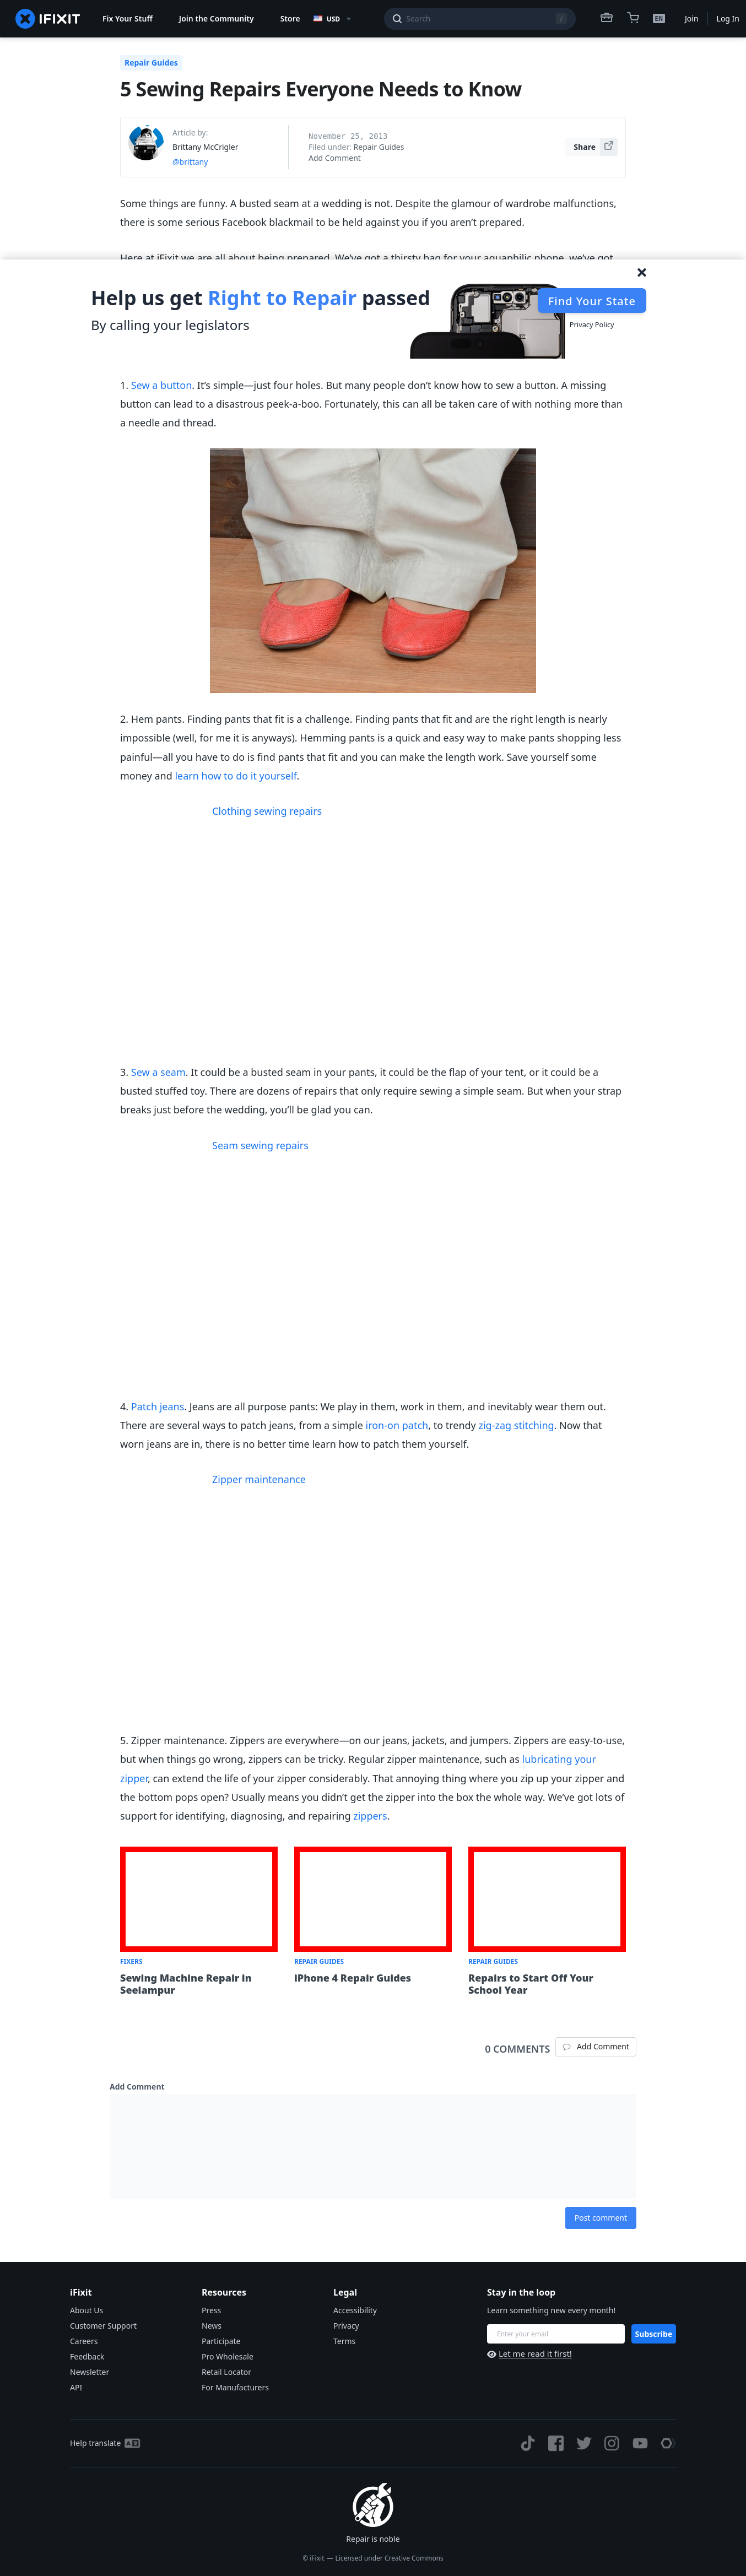 IFIXIT
Fix Your Stuff
Join the Community
Store
USD
Search
/
EN
Join
Log In
Repair Guides
5 Sewing Repairs Everyone Needs to Know
Article by:
Brittany McCrigler
@brittany
November 25, 2013
Filed under: Repair Guides
Add Comment
Share
Some things are funny. A busted seam at a wedding is not. Despite the glamour of wardrobe malfunctions,
there is some serious Facebook blackmail to be held against you if you aren’t prepared.
Here at iFixit we are all about being prepared. We’ve got a thirsty bag for your aquaphilic phone, we’ve got
Help us get Right to Repair passed
By calling your legislators
Find Your State
Privacy Policy
1. Sew a button. It’s simple—just four holes. But many people don’t know how to sew a button. A missing
button can lead to a disastrous peek-a-boo. Fortunately, this can all be taken care of with nothing more than
a needle and thread.
2. Hem pants. Finding pants that fit is a challenge. Finding pants that fit and are the right length is nearly
impossible (well, for me it is anyways). Hemming pants is a quick and easy way to make pants shopping less
painful—all you have to do is find pants that fit and you can make the length work. Save yourself some
money and learn how to do it yourself.
Clothing sewing repairs
3. Sew a seam. It could be a busted seam in your pants, it could be the flap of your tent, or it could be a
busted stuffed toy. There are dozens of repairs that only require sewing a simple seam. But when your strap
breaks just before the wedding, you’ll be glad you can.
Seam sewing repairs
4. Patch jeans. Jeans are all purpose pants: We play in them, work in them, and inevitably wear them out.
There are several ways to patch jeans, from a simple iron-on patch, to trendy zig-zag stitching. Now that
worn jeans are in, there is no better time learn how to patch them yourself.
Zipper maintenance
5. Zipper maintenance. Zippers are everywhere—on our jeans, jackets, and jumpers. Zippers are easy-to-use,
but when things go wrong, zippers can be tricky. Regular zipper maintenance, such as lubricating your
zipper, can extend the life of your zipper considerably. That annoying thing where you zip up your zipper and
the bottom pops open? Usually means you didn’t get the zipper into the box the whole way. We’ve got lots of
support for identifying, diagnosing, and repairing zippers.
FIXERS
Sewing Machine Repair in
Seelampur
REPAIR GUIDES
iPhone 4 Repair Guides
REPAIR GUIDES
Repairs to Start Off Your
School Year
0 COMMENTS
Add Comment
Add Comment
Post comment
iFixit
About Us
Customer Support
Careers
Feedback
Newsletter
API
Resources
Press
News
Participate
Pro Wholesale
Retail Locator
For Manufacturers
Legal
Accessibility
Privacy
Terms
Stay in the loop
Learn something new every month!
Enter your email
Subscribe
Let me read it first!
Help translate
Repair is noble
© iFixit — Licensed under Creative Commons